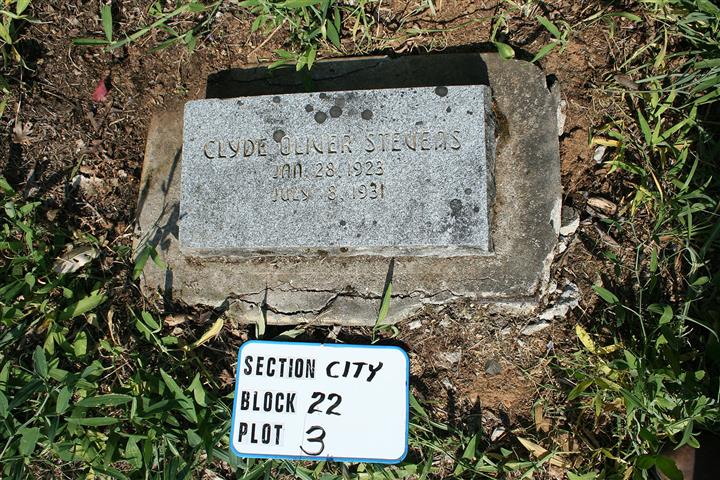 CLYDE OLIVER STEVENS
JAN. 28, 1923
JULY 8, 1931
SECTION CITY
BLOCK 22
PLOT 3